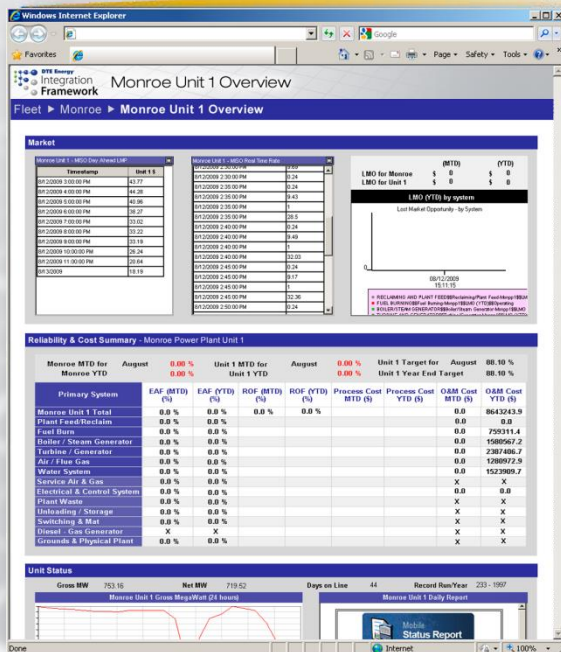 Windows Internet Explorer
Google
Favorites
Page Safety Tools
DTE Energy
Integration
Framework
Monroe Unit 1 Overview
Fleet ► Monroe ► Monroe Unit 1 Overview
Market
Monroe Unit 1 - MISO Day Ahead LMP
Timestamp Unit 1 $
8/12/2009 3:00:00 PM 43.77
8/12/2009 4:00:00 PM 44.28
8/12/2009 5:00:00 PM 40.96
8/12/2009 6:00:00 PM 38.27
8/12/2009 7:00:00 PM 33.02
8/12/2009 8:00:00 PM 33.22
8/12/2009 9:00:00 PM 33.19
8/12/2009 10:00:00 PM 26.24
8/12/2009 11:00:00 PM 20.64
8/13/2009 18.19
Monroe Unit 1 - MISO Real Time Rate
8/12/2009 2:30:00 PM 0.24
8/12/2009 2:35:00 PM 0.24
8/12/2009 2:35:00 PM 9.43
8/12/2009 2:35:00 PM 1
8/12/2009 2:35:00 PM 28.5
8/12/2009 2:40:00 PM 0.24
8/12/2009 2:40:00 PM 9.49
8/12/2009 2:40:00 PM 1
8/12/2009 2:40:00 PM 32.03
8/12/2009 2:45:00 PM 0.24
8/12/2009 2:45:00 PM 9.17
8/12/2009 2:45:00 PM 1
8/12/2009 2:45:00 PM 32.36
8/12/2009 2:50:00 PM 0.24
(MTD) (YTD)
LMO for Monroe $ 0 $ 0
LMO for Unit 1 $ 0 $ 0
LMO (YTD) by system
Lost Market Opportunity - by System
0
08/12/2009
15:11:15
Reliability & Cost Summary - Monroe Power Plant Unit 1
Monroe MTD for August 0.00 % Unit 1 MTD for August 0.00 % Unit 1 Target for August 88.10 %
Monroe YTD 0.00 % Unit 1 YTD 0.00 % Unit 1 Year End Target 88.10 %
Primary System EAF (MTD) (%) EAF (YTD) (%) ROF (MTD) (%) ROF (YTD) (%) Process Cost MTD ($) Process Cost YTD ($) O&M Cost MTD ($) O&M Cost YTD ($)
Monroe Unit 1 Total 0.0 % 0.0 % 0.0 % 0.0 % 0.0 8643243.9
Plant Feed/Reclaim 0.0 % 0.0 % 0.0 0.0
Fuel Burn 0.0 % 0.0 % 0.0 759311.4
Boiler / Steam Generator 0.0 % 0.0 % 0.0 1580567.2
Turbine / Generator 0.0 % 0.0 % 0.0 2387406.7
Air / Flue Gas 0.0 % 0.0 % 0.0 1280972.9
Water System 0.0 % 0.0 % 0.0 1523909.7
Service Air & Gas 0.0 % 0.0 % X X
Electrical & Control System 0.0 % 0.0 % 0.0 0.0
Plant Waste 0.0 % 0.0 % X X
Unloading / Storage 0.0 % 0.0 % X X
Switching & Mat 0.0 % 0.0 % X X
Diesel - Gas Generator X X X X
Grounds & Physical Plant 0.0 % 0.0 % X X
Unit Status
Gross MW 753.16 Net MW 719.52 Days on Line 44 Record Run/Year 233 - 1997
Monroe Unit 1 Gross MegaWatt (24 hours)
Monroe Unit 1 Daily Report
Mobile
Status Report
Done
Internet
100%